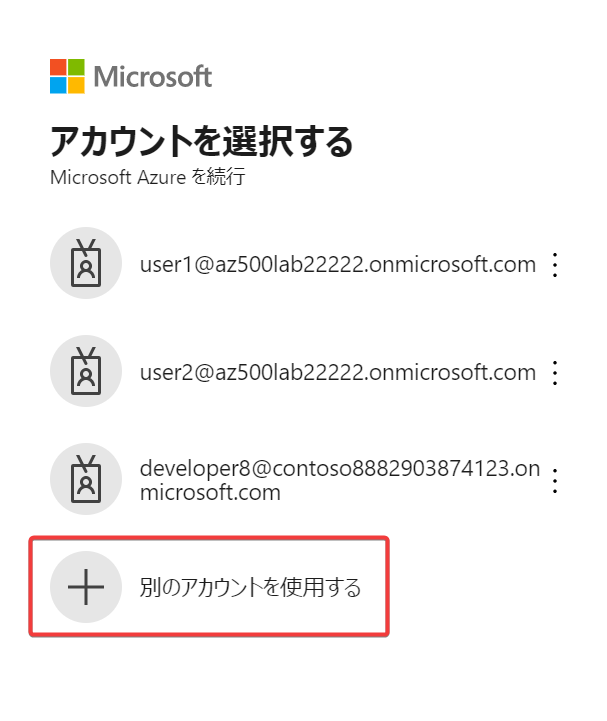 Microsoft
アカウントを選択する
Microsoft Azure を続行
user1@az500lab22222.onmicrosoft.com
user2@az500lab22222.onmicrosoft.com
developer8@contoso8882903874123.on
microsoft.com
別のアカウントを使用する